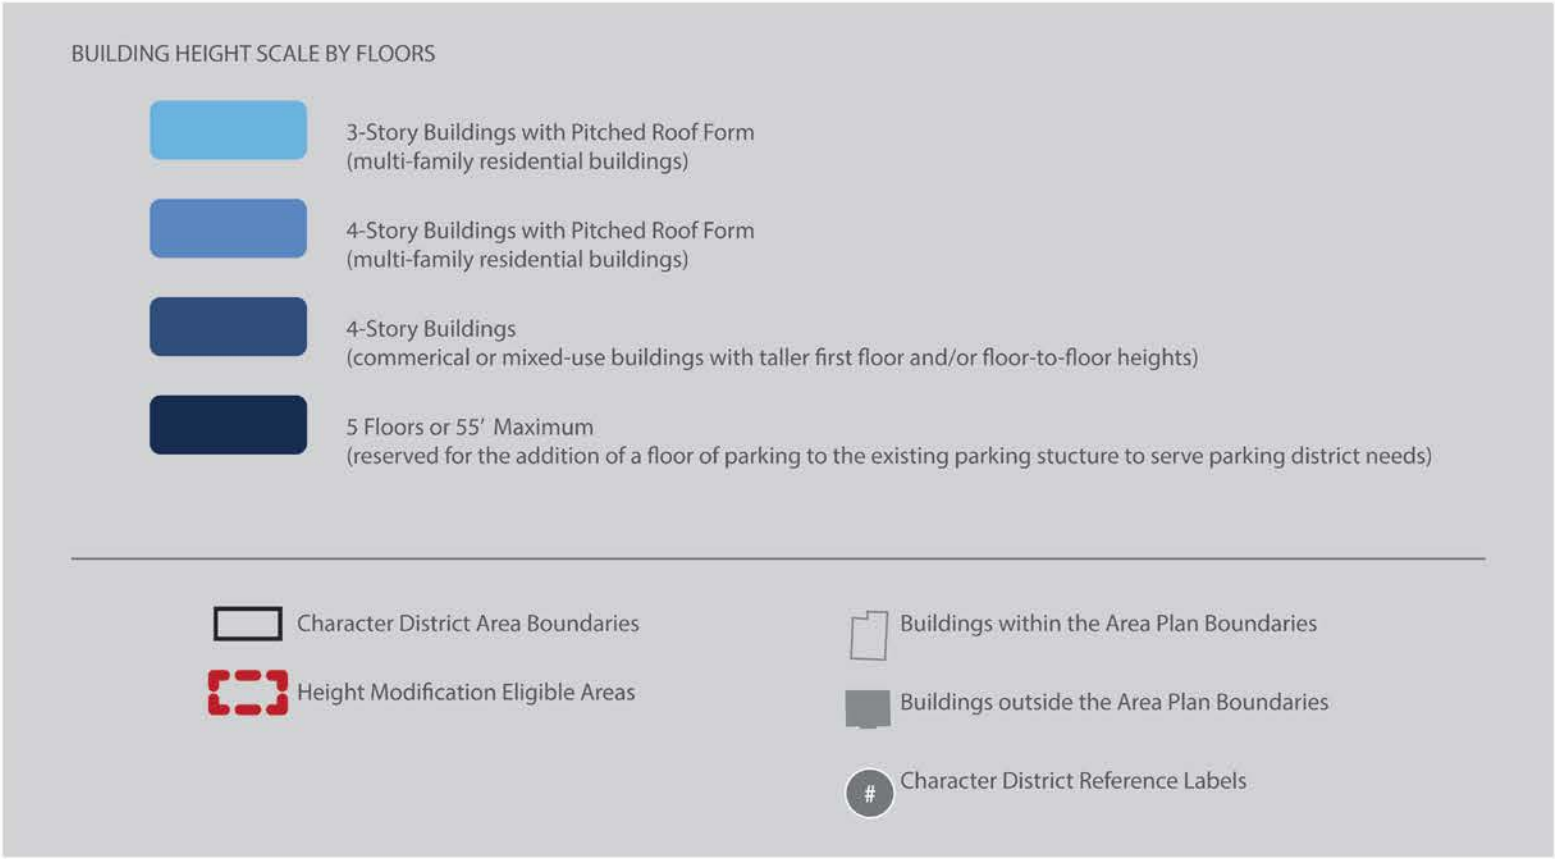 BUILDING HEIGHT SCALE BY FLOORS
3-Story Buildings with Pitched Roof Form
(multi-family residential buildings)
4-Story Buildings with Pitched Roof Form
(multi-family residential buildings)
4-Story Buildings
(commerical or mixed-use buildings with taller first floor and/or floor-to-floor heights)
5 Floors or 55' Maximum
(reserved for the addition of a floor of parking to the existing parking stucture to serve parking district needs)
Character District Area Boundaries
Height Modification Eligible Areas
Buildings within the Area Plan Boundaries
Buildings outside the Area Plan Boundaries
# Character District Reference Labels